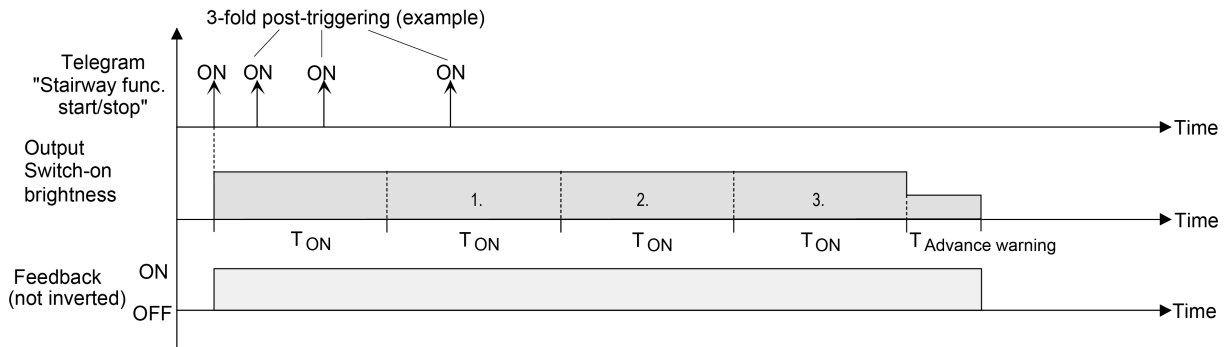 3-fold post-triggering (example)
Telegram
"Stairway func.
start/stop"
ON ON ON ON
Time
Output
Switch-on
brightness
1. 2. 3.
Time
T ON T ON T ON T ON T Advance warning
Feedback
(not inverted)
ON
OFF
Time